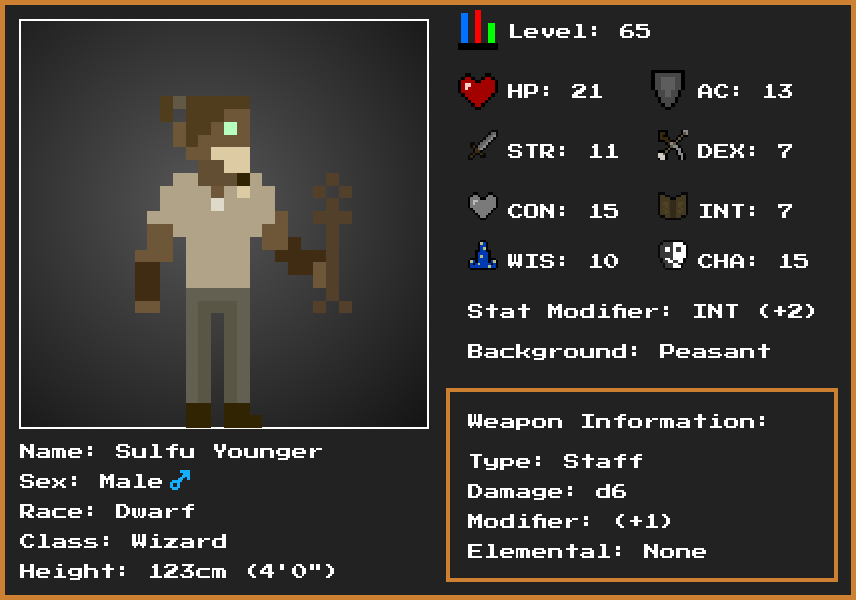 Level: 65
HP: 21 AC: 13
STR: 11 DEX: 7
CON: 15 INT: 7
WIS: 10 CHA: 15
Stat Modifier: INT (+2)
Background: Peasant
Weapon Information:
Type: Staff
Damage: d6
Modifier: (+1)
Elemental: None
Name: Sulfu Younger
Sex: Male ♂
Race: Dwarf
Class: Wizard
Height: 123cm (4'0")